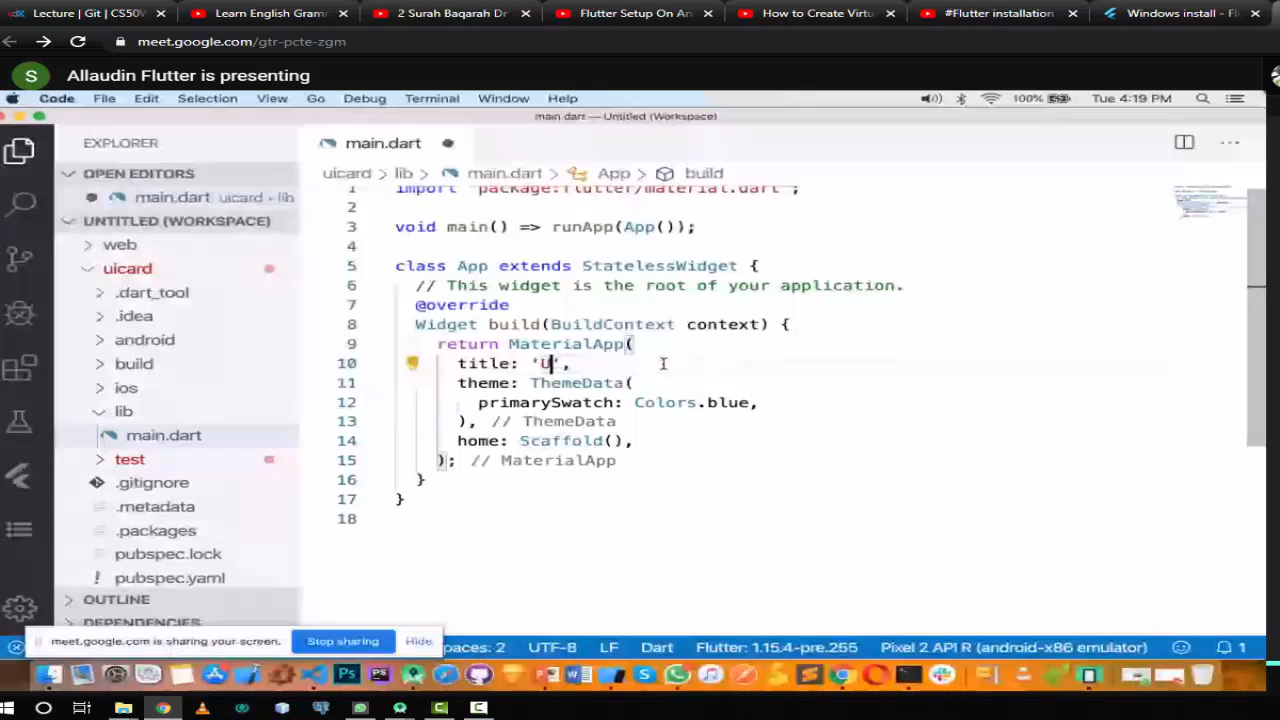 Lecture | Git | CS50W
Learn English Gram
2 Surah Baqarah Dr
Flutter Setup On An
How to Create Virtu
#Flutter installation
Windows install - Fl
meet.google.com/gtr-pcte-zgm
S
Allaudin Flutter is presenting
Code File Edit Selection View Go Debug Terminal Window Help
100%
Tue 4:19 PM
main.dart — Untitled (Workspace)
EXPLORER
main.dart
OPEN EDITORS
uicard > lib > main.dart > App > build
main.dart uicard • lib
UNTITLED (WORKSPACE)
web
uicard
.dart_tool
.idea
android
build
ios
lib
main.dart
test
.gitignore
.metadata
.packages
pubspec.lock
! pubspec.yaml
OUTLINE
DEPENDENCIES
1 import 'package:flutter/material.dart';
2
3 void main() => runApp(App());
4
5 class App extends StatelessWidget {
6 // This widget is the root of your application.
7 @override
8 Widget build(BuildContext context) {
9 return MaterialApp(
10 title: 'U',
11 theme: ThemeData(
12 primarySwatch: Colors.blue,
13 ), // ThemeData
14 home: Scaffold(),
15 ); // MaterialApp
16 }
17 }
18
meet.google.com is sharing your screen.
Stop sharing
Hide
paces: 2
UTF-8
LF
Dart
Flutter: 1.15.4-pre.255
Pixel 2 API R (android-x86 emulator)
1
Ps
PS
P
W
S